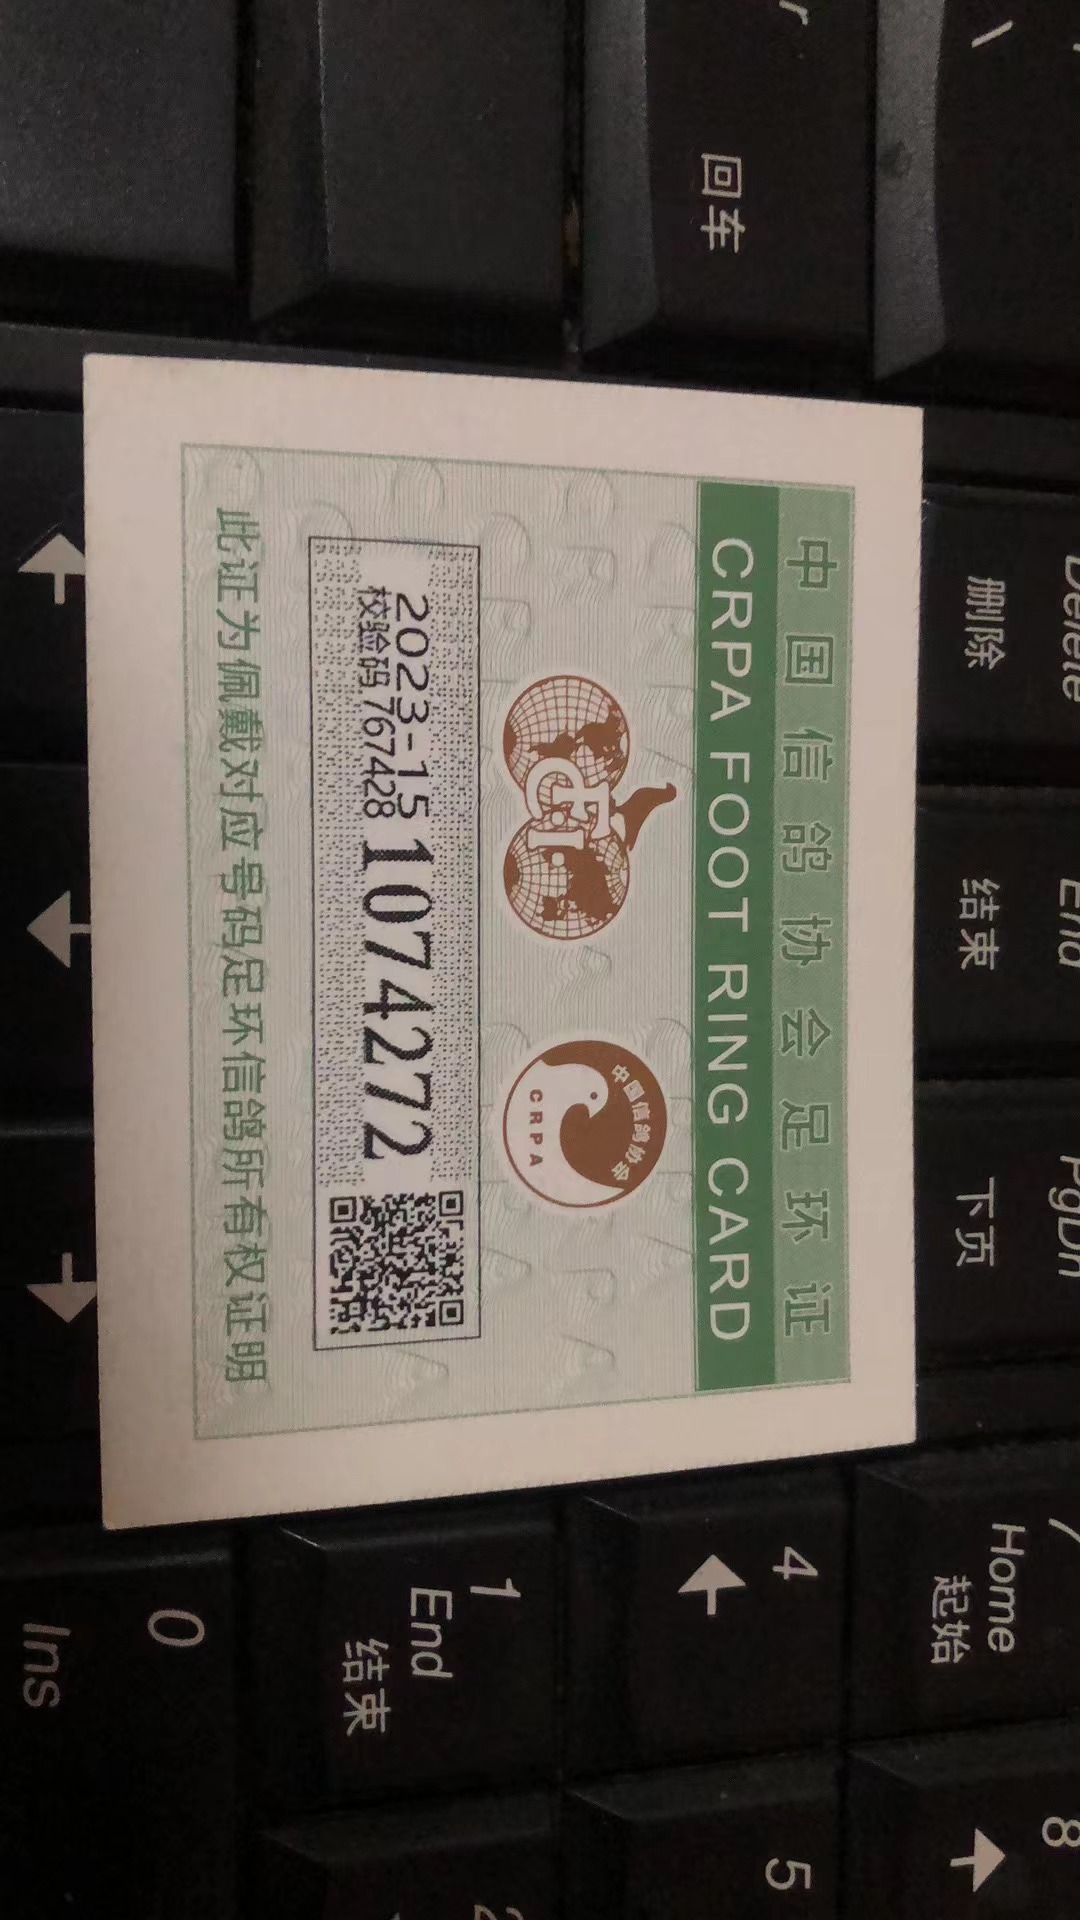 中国信鸽协会足环证
CRPA FOOT RING CARD
中国信鸽协会
CRPA
2023-15 1074272
校验码 767428
此证为佩戴对应号码足环信鸽所有权证明
\
回车
Delete
删除
End
结束
PgDn
下页
Home
起始
8
4
5
1
End
结束
0
Ins